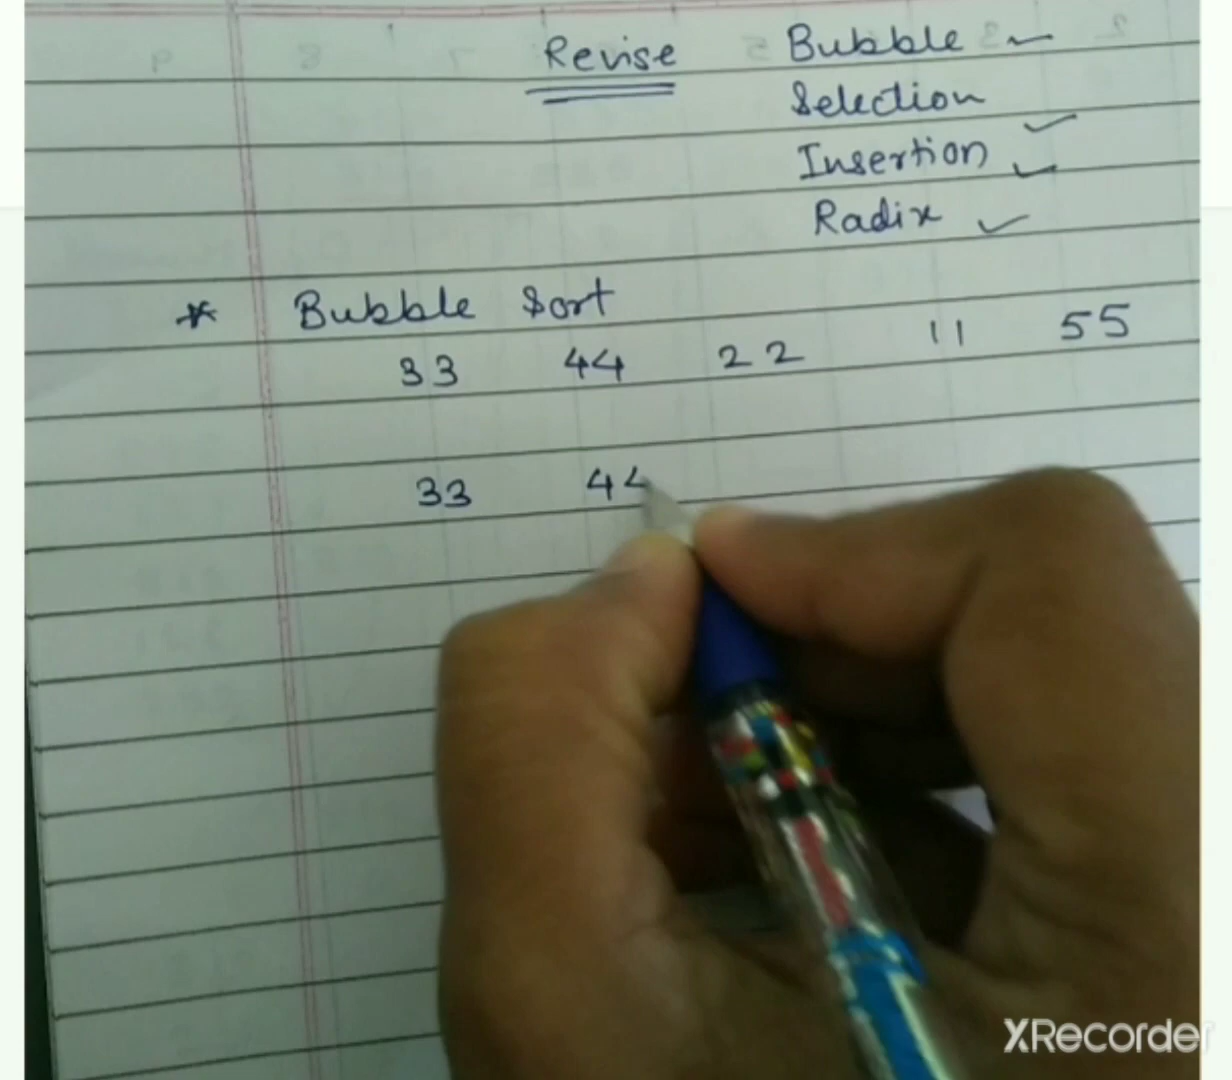 Revise
Bubble
Selection
Insertion
Radix
* Bubble Sort
33 44 22 11 55
33 44
XRecorder